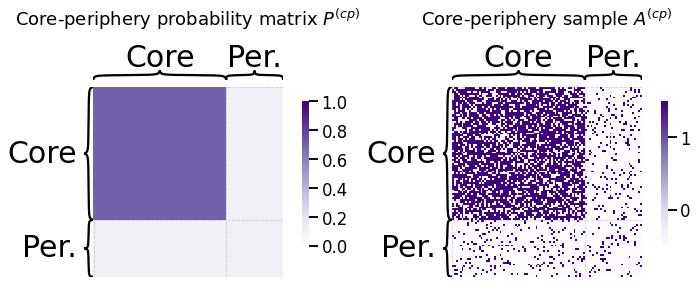 Core-periphery probability matrix P^(cp)
Core Per.
Core
Per.
1.0
0.8
0.6
0.4
0.2
0.0
Core-periphery sample A^(cp)
Core Per.
Core
Per.
1
0